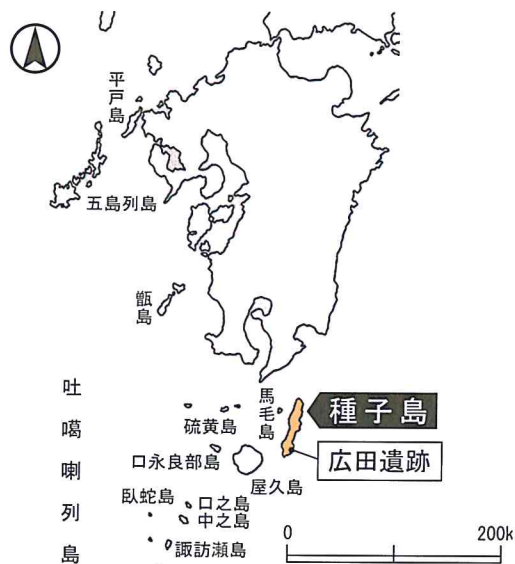 平戸島
五島列島
甑島
吐噶喇列島
馬毛島
種子島
硫黄島
広田遺跡
口永良部島
屋久島
臥蛇島
口之島
中之島
諏訪瀬島
0
200k